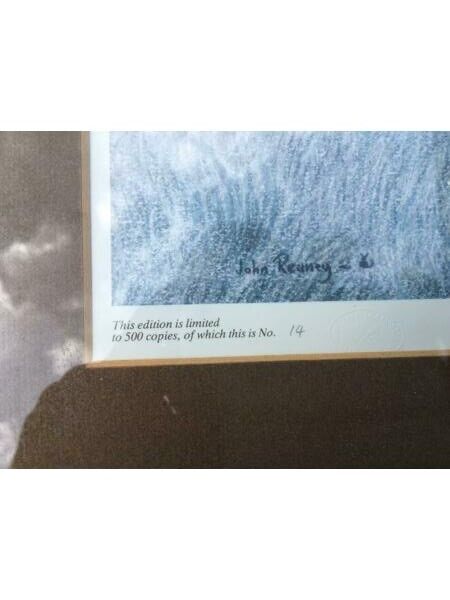 John Reaney
This edition is limited
to 500 copies, of which this is No. 14